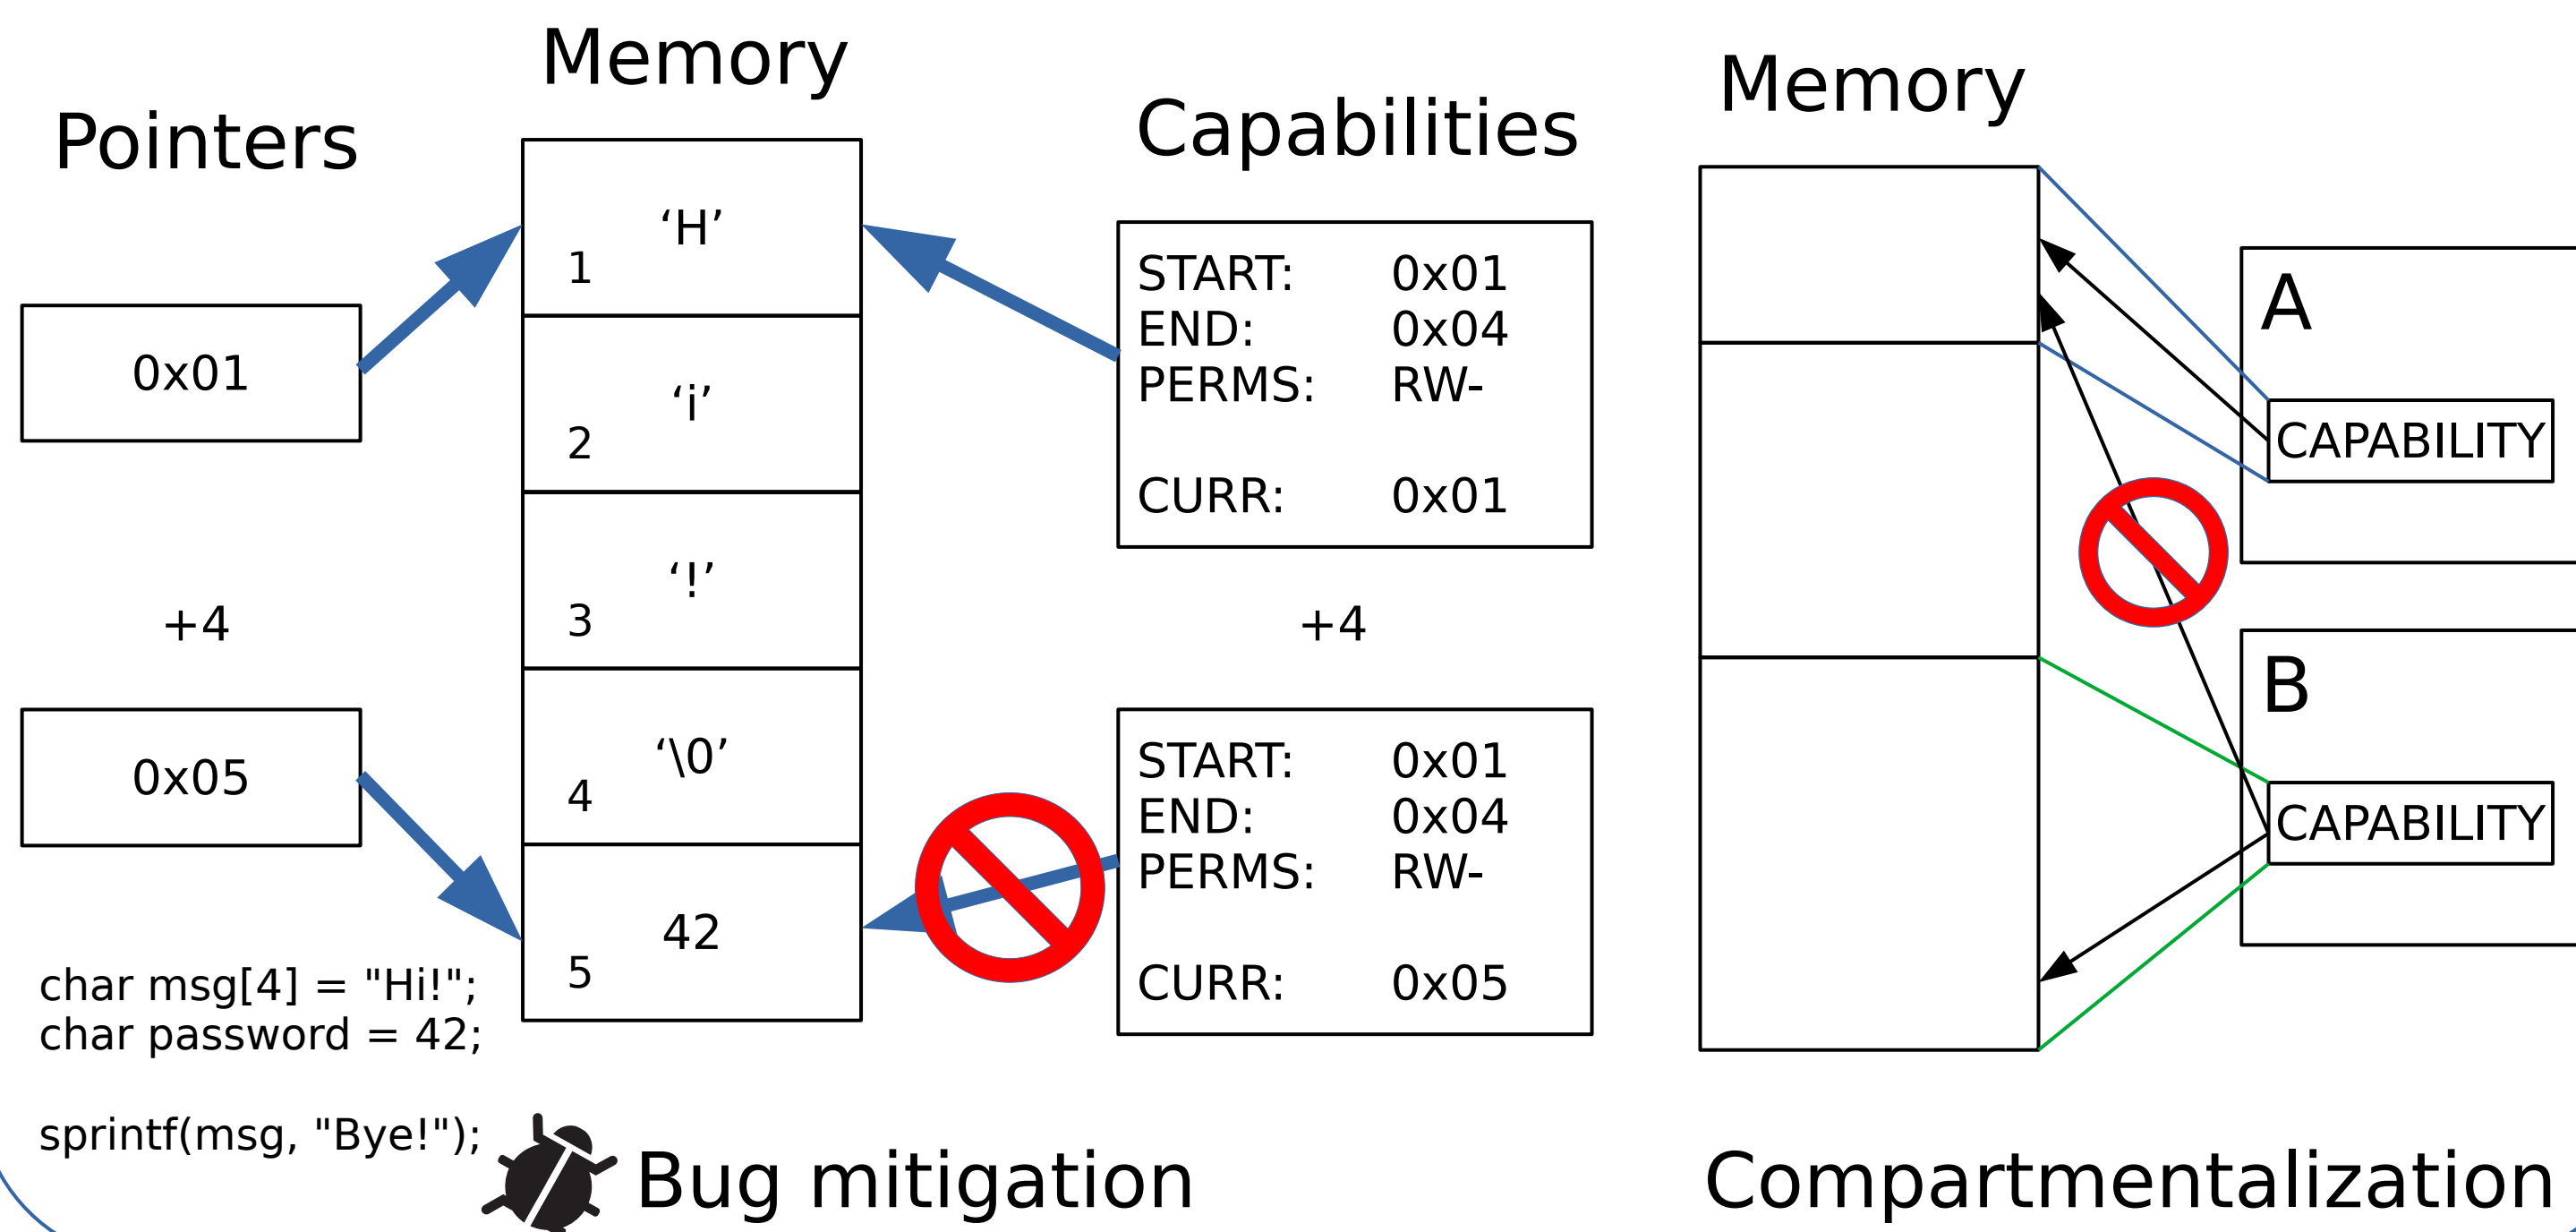 Pointers
0x01
+4
0x05
char msg[4] = "Hi!";
char password = 42;
sprintf(msg, "Bye!");
Memory
‘H’
1
‘i’
2
‘!’
3
‘\0’
4
42
5
Capabilities
START: 0x01
END: 0x04
PERMS: RW-
CURR: 0x01
+4
START: 0x01
END: 0x04
PERMS: RW-
CURR: 0x05
Bug mitigation
Memory
A
CAPABILITY
B
CAPABILITY
Compartmentalization